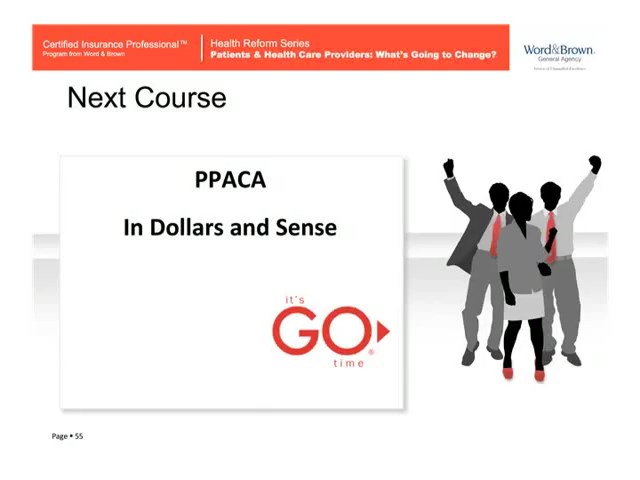 Certified Insurance Professional™
Program from Word & Brown
Health Reform Series
Patients & Health Care Providers: What's Going to Change?
Word&Brown.
General Agency
Next Course
PPACA
In Dollars and Sense
it's
GO
®
time
Page ▪ 55